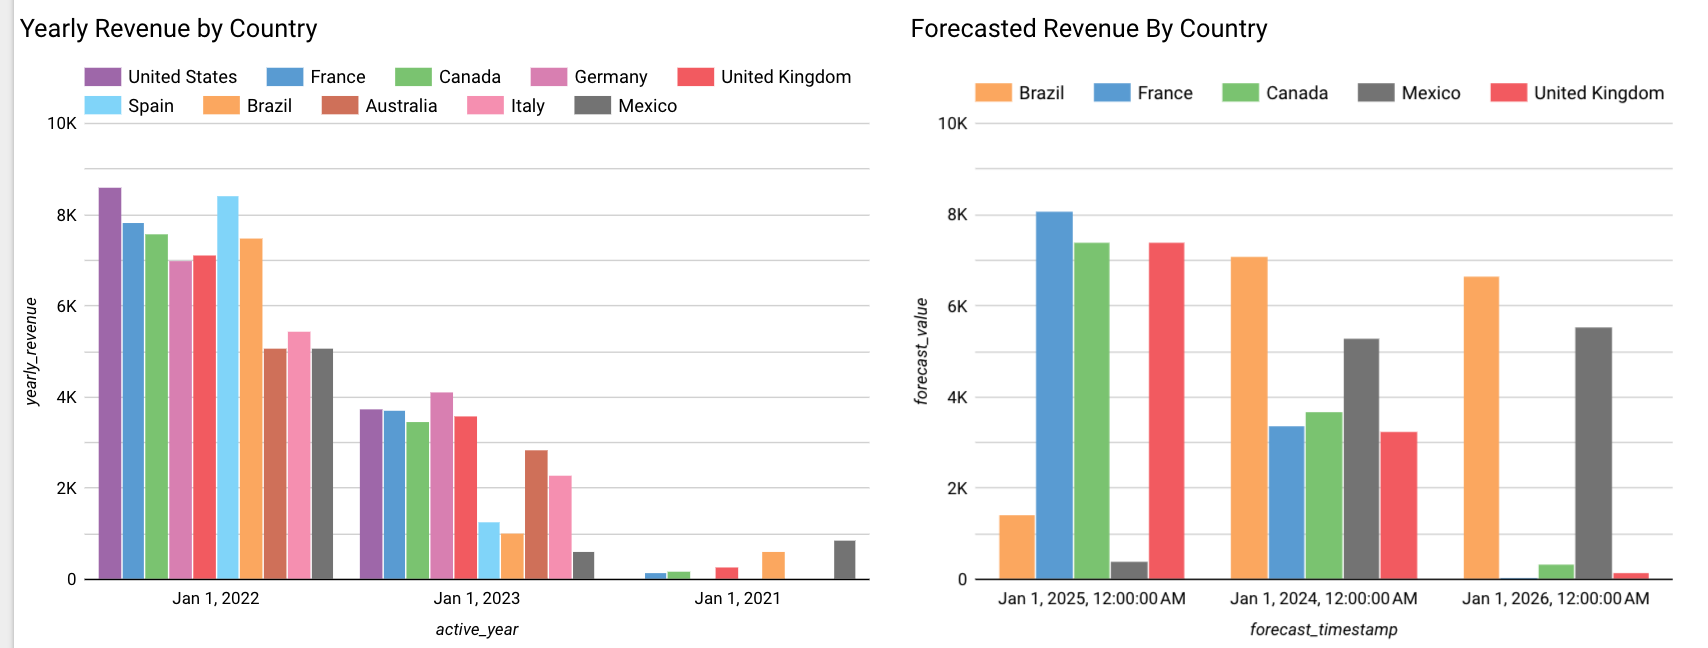 Yearly Revenue by Country
United States France Canada Germany United Kingdom
Spain Brazil Australia Italy Mexico
10K
8K
6K
4K
2K
0
yearly_revenue
Jan 1, 2022 Jan 1, 2023 Jan 1, 2021
active_year
Forecasted Revenue By Country
Brazil France Canada Mexico United Kingdom
10K
8K
6K
4K
2K
0
forecast_value
Jan 1, 2025, 12:00:00 AM Jan 1, 2024, 12:00:00 AM Jan 1, 2026, 12:00:00 AM
forecast_timestamp